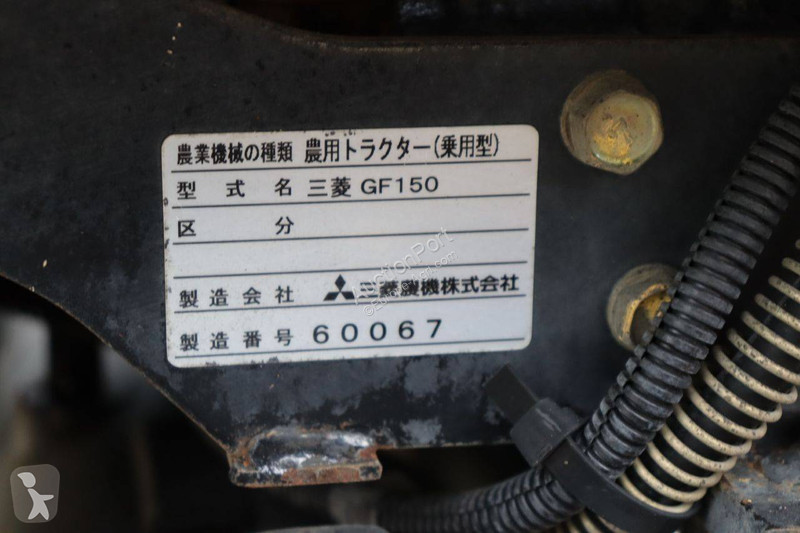 農業機械の種類 農用トラクター(乗用型)
型式名 三菱 GF150
区分
製造会社 三菱農機株式会社
製造番号 60067
AuctionPort